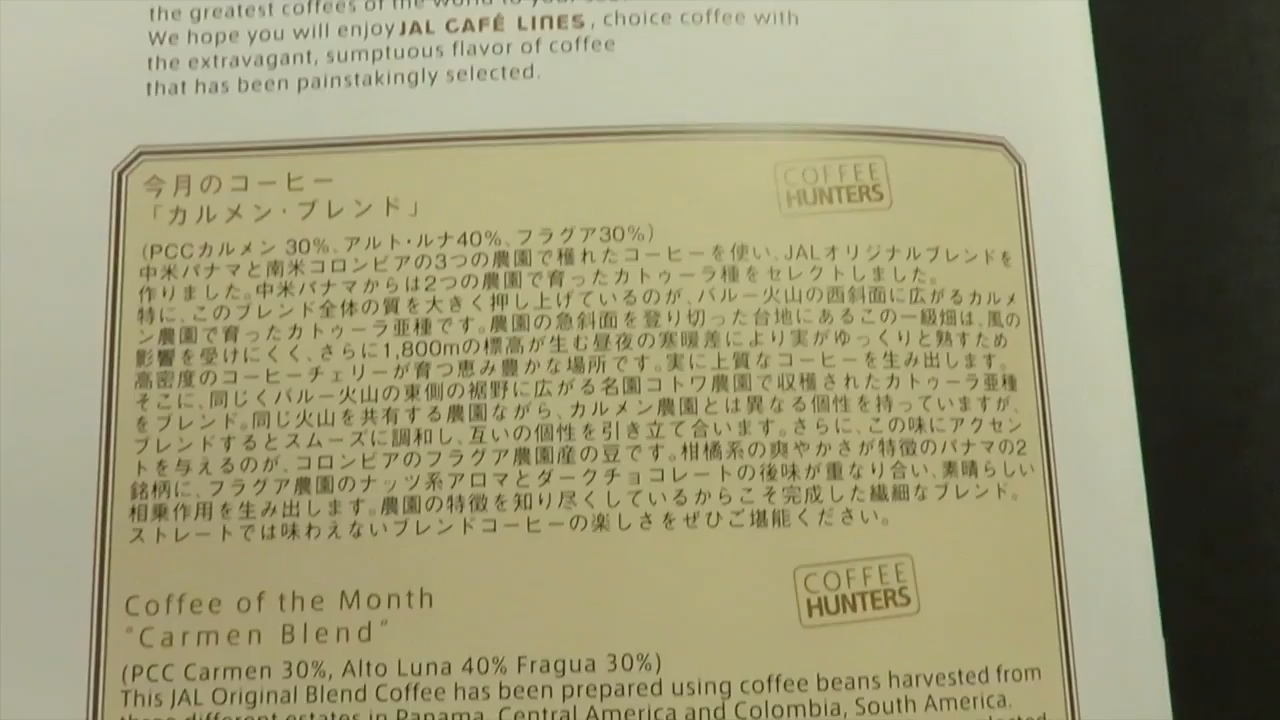 the greatest coffees of the world to your
We hope you will enjoy JAL CAFÉ LINES, choice coffee with
the extravagant, sumptuous flavor of coffee
that has been painstakingly selected.
今月のコーヒー
「カルメン・ブレンド」
COFFEE
HUNTERS
(PCCカルメン 30%、アルト・ルナ40%、フラグア30%)
中米パナマと南米コロンビアの3つの農園で穫れたコーヒーを使い、JALオリジナルブレンドを
作りました。中米パナマからは2つの農園で育ったカトゥーラ種をセレクトしました。
特に、このブレンド全体の質を大きく押し上げているのが、バルー火山の西斜面に広がるカルメ
ン農園で育ったカトゥーラ亜種です。農園の急斜面を登り切った台地にあるこの一級畑は、風の
影響を受けにくく、さらに1,800mの標高が生む昼夜の寒暖差により実がゆっくりと熟すため
高密度のコーヒーチェリーが育つ恵み豊かな場所です。実に上質なコーヒーを生み出します。
そこに、同じくバルー火山の東側の裾野に広がる名園コトワ農園で収穫されたカトゥーラ亜種
をブレンド。同じ火山を共有する農園ながら、カルメン農園とは異なる個性を持っていますが、
ブレンドするとスムーズに調和し、互いの個性を引き立て合います。さらに、この味にアクセン
トを与えるのが、コロンビアのフラグア農園産の豆です。柑橘系の爽やかさが特徴のパナマの2
銘柄に、フラグア農園のナッツ系アロマとダークチョコレートの後味が重なり合い、素晴らしい
相乗作用を生み出します。農園の特徴を知り尽くしているからこそ完成した繊細なブレンド。
ストレートでは味わえないブレンドコーヒーの楽しさをぜひご堪能ください。
COFFEE
HUNTERS
Coffee of the Month
"Carmen Blend"
(PCC Carmen 30%, Alto Luna 40% Fragua 30%)
This JAL Original Blend Coffee has been prepared using coffee beans harvested from
three different estates in Panama, Central America and Colombia, South America.